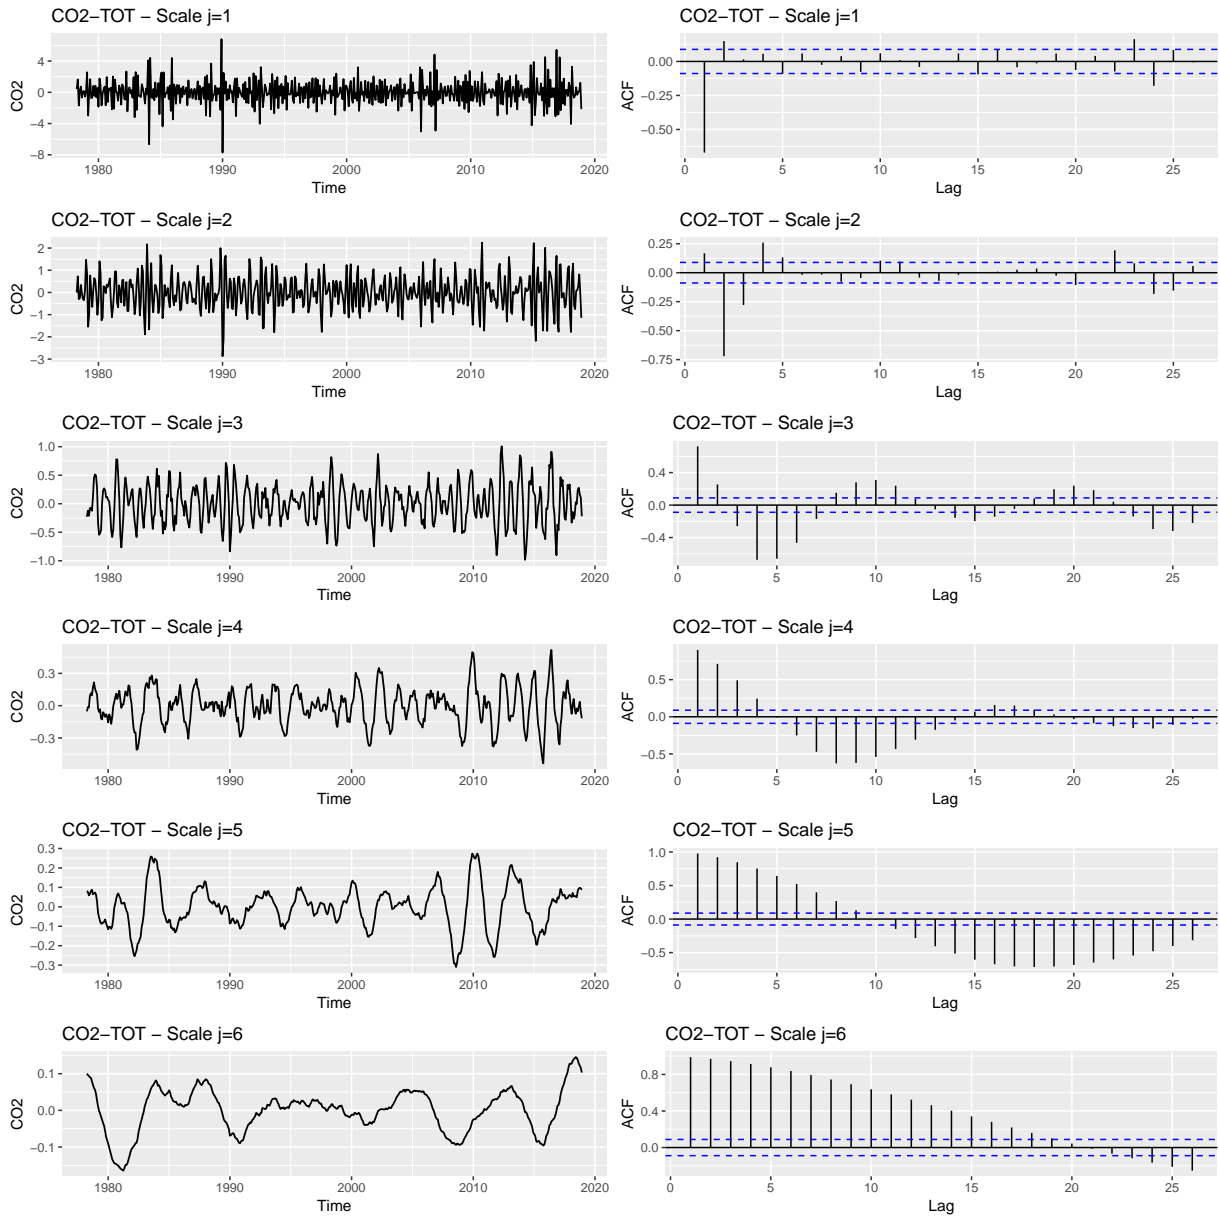 CO2−TOT − Scale j=1
CO2
4
0
−4
−8
1980 1990 2000 2010 2020
Time
CO2−TOT − Scale j=1
ACF
0.00
−0.25
−0.50
0 5 10 15 20 25
Lag
CO2−TOT − Scale j=2
CO2
2
1
0
−1
−2
−3
1980 1990 2000 2010 2020
Time
CO2−TOT − Scale j=2
ACF
0.25
0.00
−0.25
−0.50
−0.75
0 5 10 15 20 25
Lag
CO2−TOT − Scale j=3
CO2
1.0
0.5
0.0
−0.5
−1.0
1980 1990 2000 2010 2020
Time
CO2−TOT − Scale j=3
ACF
0.4
0.0
−0.4
0 5 10 15 20 25
Lag
CO2−TOT − Scale j=4
CO2
0.3
0.0
−0.3
1980 1990 2000 2010 2020
Time
CO2−TOT − Scale j=4
ACF
0.5
0.0
−0.5
0 5 10 15 20 25
Lag
CO2−TOT − Scale j=5
CO2
0.3
0.2
0.1
0.0
−0.1
−0.2
−0.3
1980 1990 2000 2010 2020
Time
CO2−TOT − Scale j=5
ACF
1.0
0.5
0.0
−0.5
0 5 10 15 20 25
Lag
CO2−TOT − Scale j=6
CO2
0.1
0.0
−0.1
1980 1990 2000 2010 2020
Time
CO2−TOT − Scale j=6
ACF
0.8
0.4
0.0
0 5 10 15 20 25
Lag